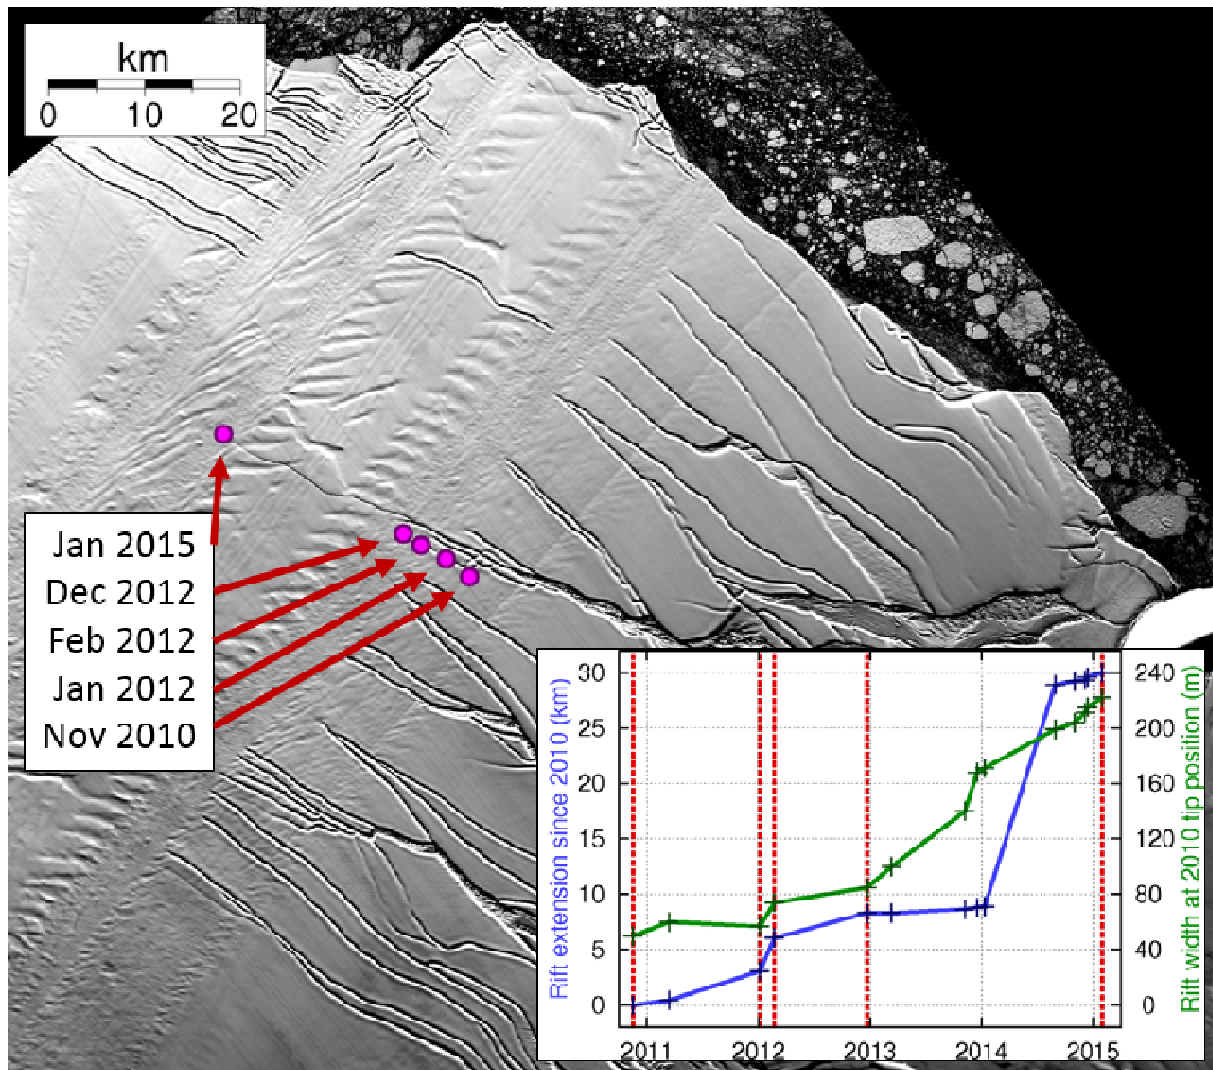 km
0 10 20
Jan 2015
Dec 2012
Feb 2012
Jan 2012
Nov 2010
Rift extension since 2010 (km)
30
25
20
15
10
5
0
240
200
160
120
80
40
0
Rift width at 2010 tip position (m)
2011 2012 2013 2014 2015